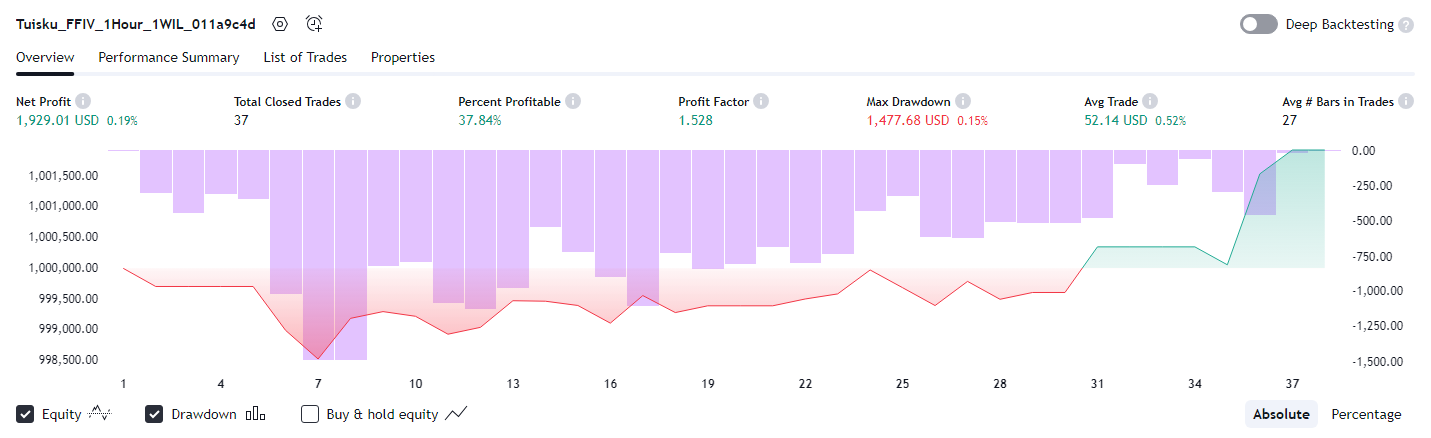 Tuisku_FFIV_1Hour_1WIL_011a9c4d Deep Backtesting ?
Overview Performance Summary List of Trades Properties
Net Profit i Total Closed Trades i Percent Profitable i Profit Factor i Max Drawdown i Avg Trade i Avg # Bars in Trades i
1,929.01 USD 0.19% 37 37.84% 1.528 1,477.68 USD 0.15% 52.14 USD 0.52% 27
0.00
1,001,500.00 -250.00
1,001,000.00 -500.00
1,000,500.00 -750.00
1,000,000.00 -1,000.00
999,500.00 -1,250.00
999,000.00 -1,500.00
998,500.00
1 4 7 10 13 16 19 22 25 28 31 34 37
Equity Drawdown Buy & hold equity Absolute Percentage